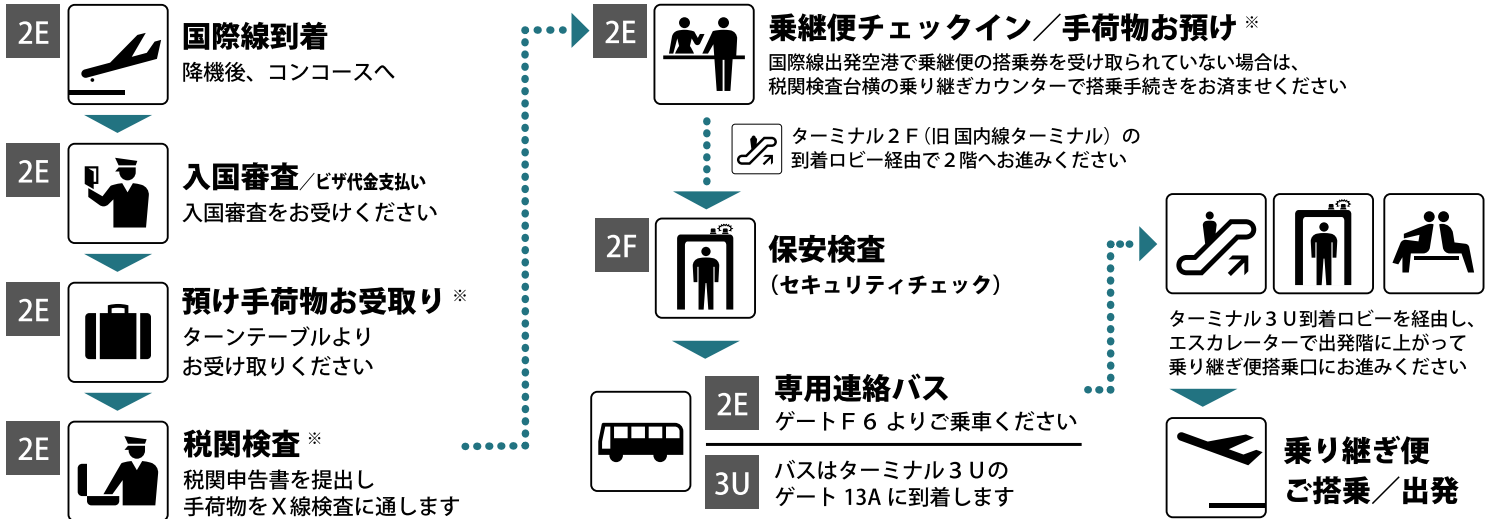 2E
国際線到着
降機後、コンコースへ
2E
入国審査／ビザ代金支払い
入国審査をお受けください
2E
預け手荷物お受取り※
ターンテーブルより
お受け取りください
2E
税関検査※
税関申告書を提出し
手荷物をX線検査に通します
2E
乗継便チェックイン／手荷物お預け※
国際線出発空港で乗継便の搭乗券を受け取られていない場合は、
税関検査台横の乗り継ぎカウンターで搭乗手続きをお済ませください
ターミナル２Ｆ（旧 国内線ターミナル）の
到着ロビー経由で２階へお進みください
2F
保安検査
（セキュリティチェック）
2E
専用連絡バス
ゲートＦ６ よりご乗車ください
3U
バスはターミナル３Ｕの
ゲート 13A に到着します
ターミナル３Ｕ到着ロビーを経由し、
エスカレーターで出発階に上がって
乗り継ぎ便搭乗口にお進みください
乗り継ぎ便
ご搭乗／出発